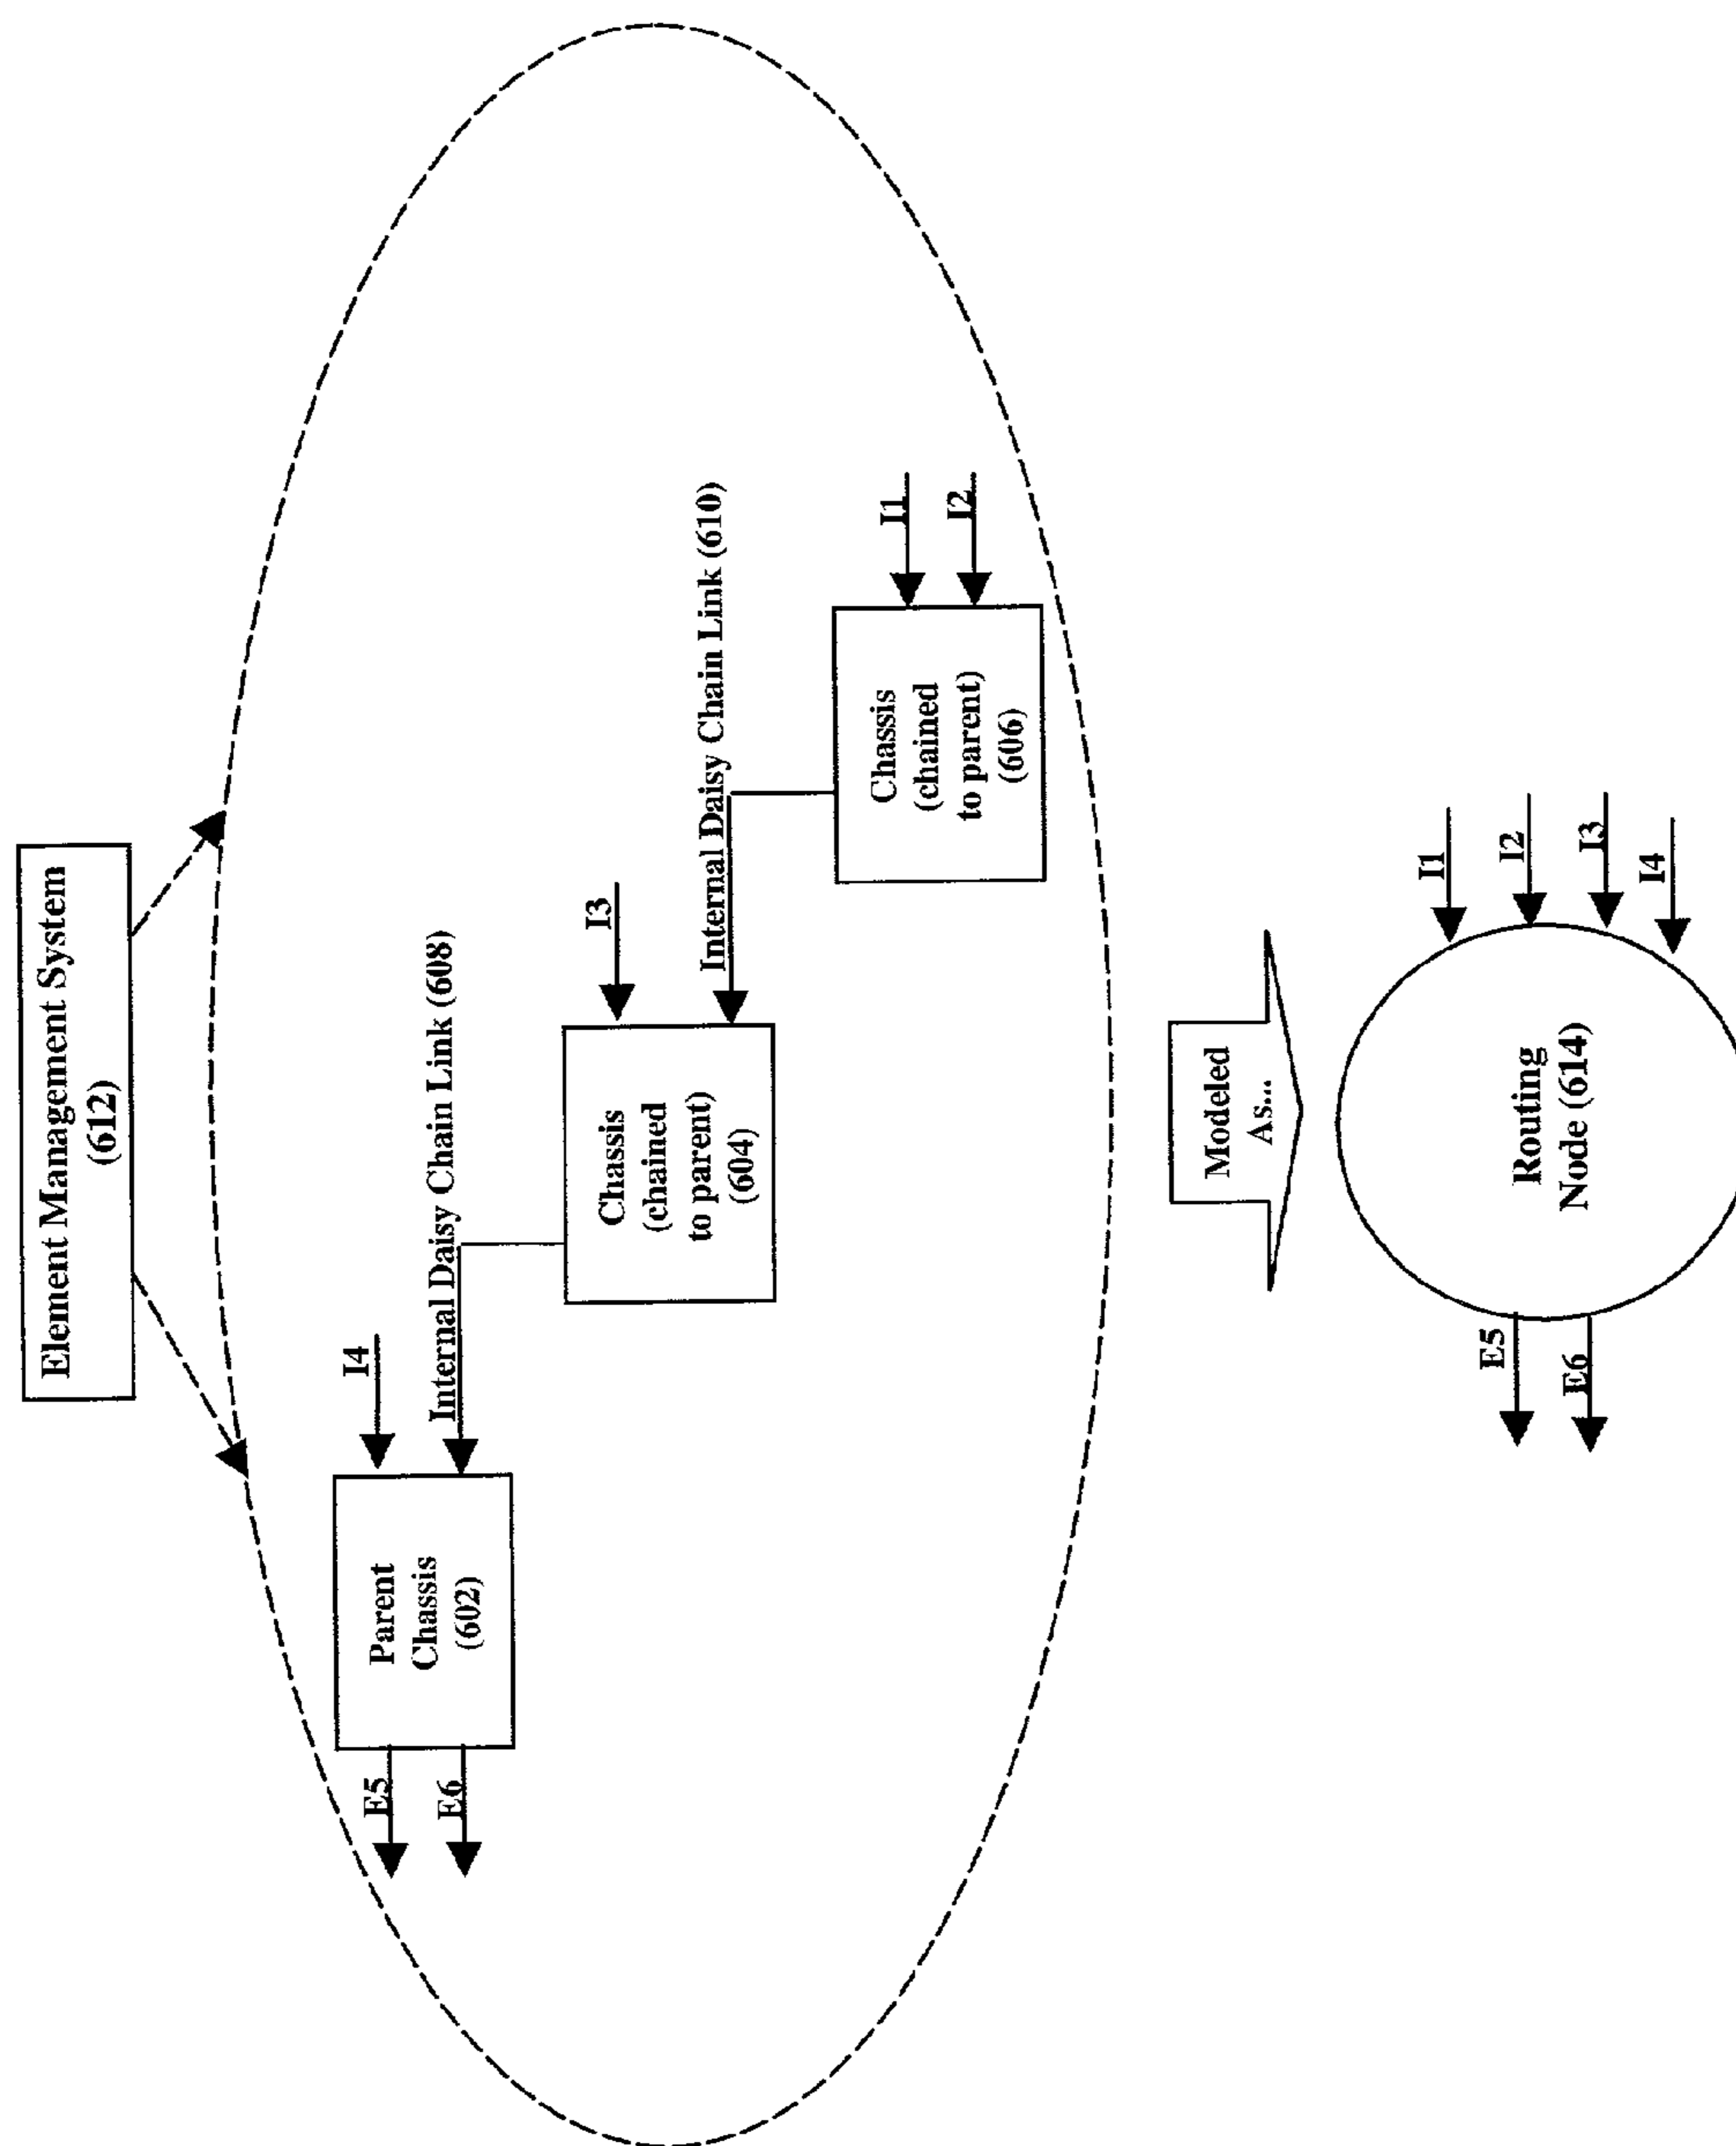 Element Management System
(612)
E5
E6
Parent
Chassis
(602)
I4
Internal Daisy Chain Link (608)
Chassis
(chained
to parent)
(604)
I3
Internal Daisy Chain Link (610)
Chassis
(chained
to parent)
(606)
I1
I2
Modeled
As...
E5
E6
Routing
Node (614)
I1
I2
I3
I4